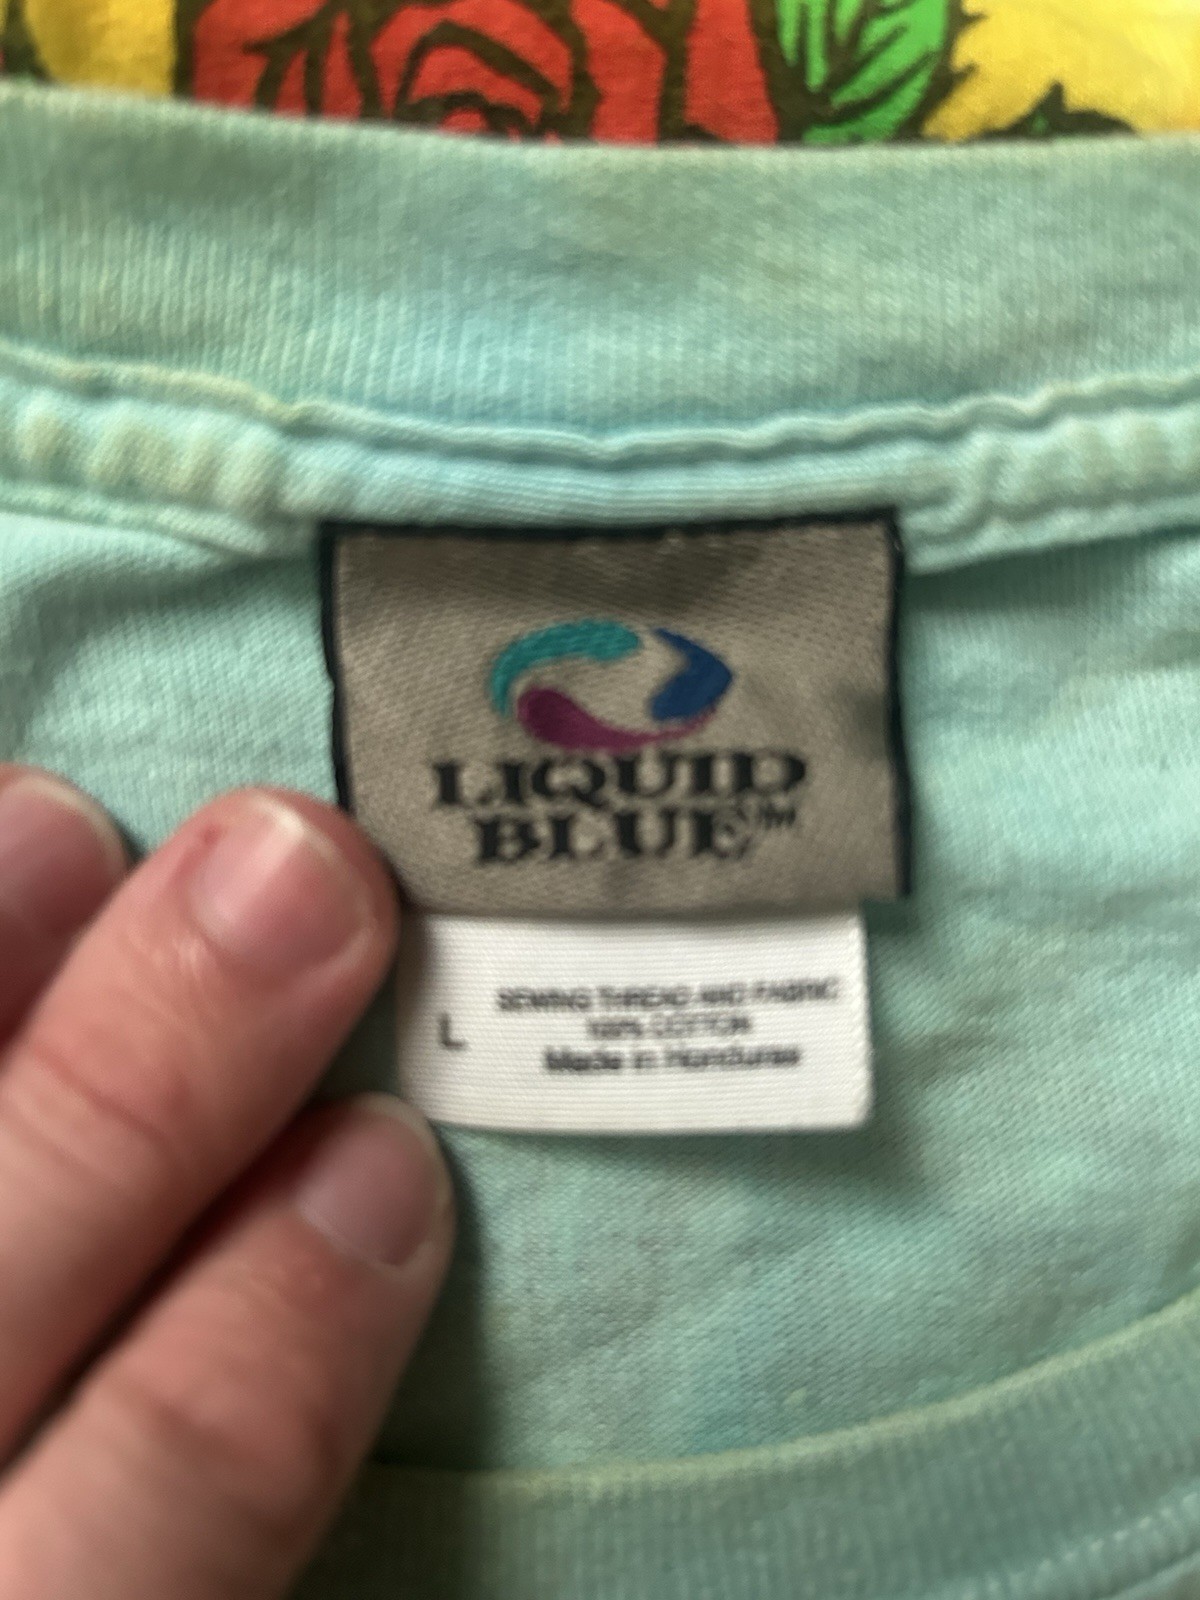 LIQUID
BLUE™
L
SEWING THREAD AND FABRIC
100% COTTON
Made in Honduras